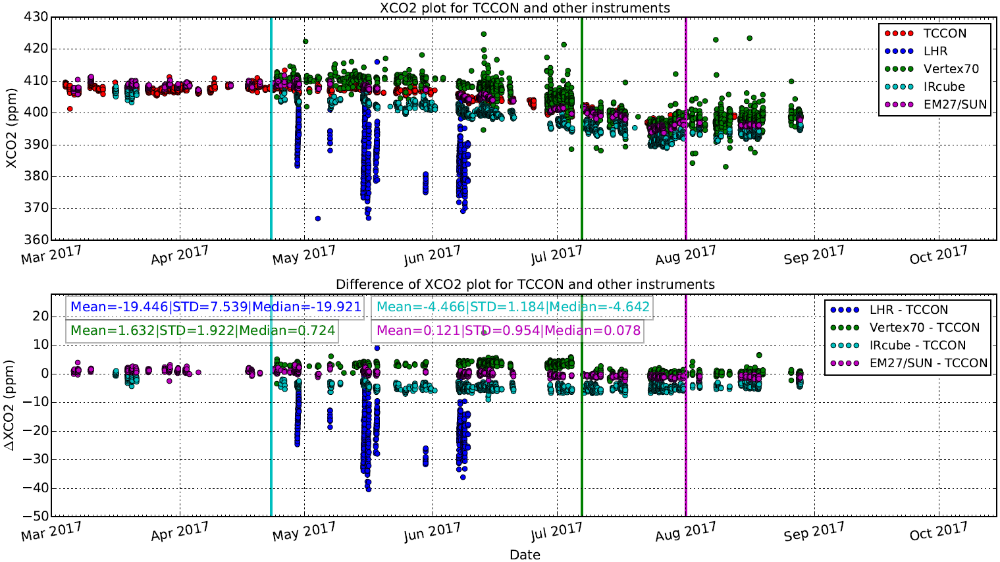 XCO2 plot for TCCON and other instruments
430
420
410
400
390
380
370
360
XCO2 (ppm)
TCCON
LHR
Vertex70
IRcube
EM27/SUN
Mar 2017 Apr 2017 May 2017 Jun 2017 Jul 2017 Aug 2017 Sep 2017 Oct 2017
Difference of XCO2 plot for TCCON and other instruments
Mean=-19.446|STD=7.539|Median=-19.921 Mean=-4.466|STD=1.184|Median=-4.642
Mean=1.632|STD=1.922|Median=0.724 Mean=0.121|STD=0.954|Median=0.078
20
10
0
−10
−20
−30
−40
−50
ΔXCO2 (ppm)
LHR - TCCON
Vertex70 - TCCON
IRcube - TCCON
EM27/SUN - TCCON
Mar 2017 Apr 2017 May 2017 Jun 2017 Jul 2017 Aug 2017 Sep 2017 Oct 2017
Date